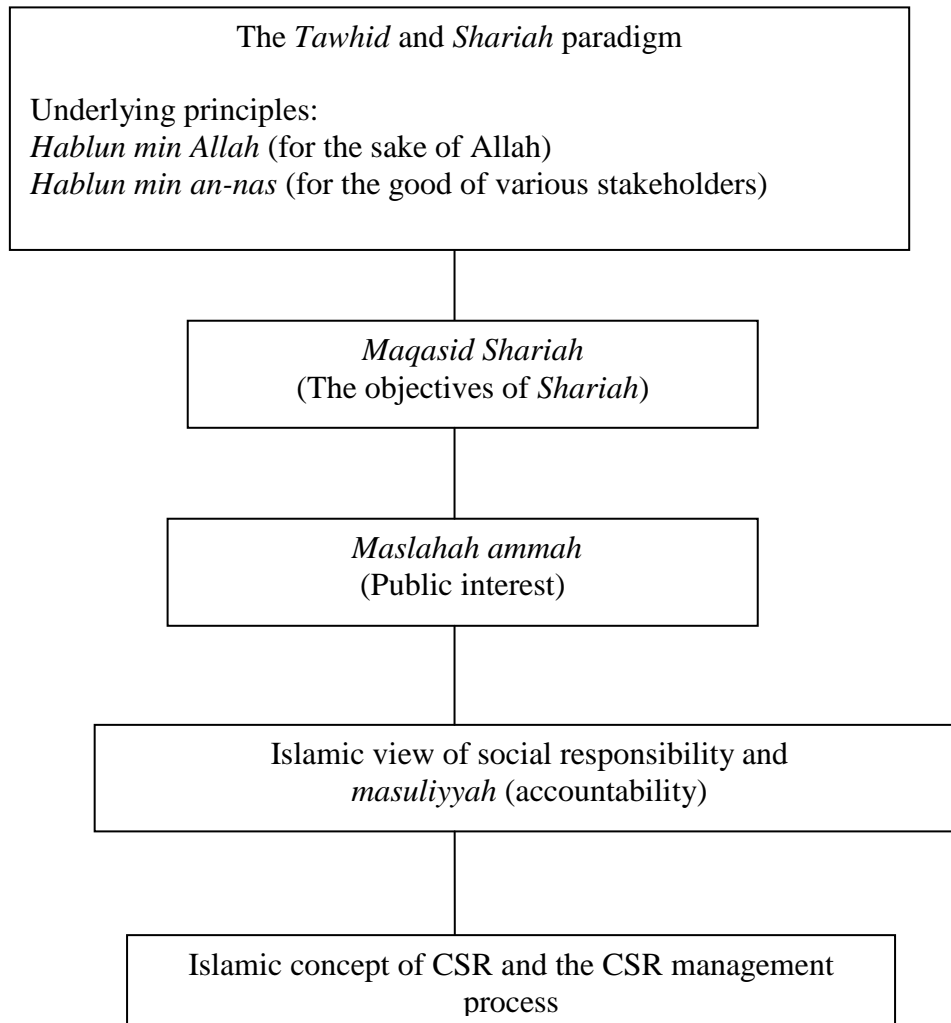 The Tawhid and Shariah paradigm
Underlying principles:
Hablun min Allah (for the sake of Allah)
Hablun min an-nas (for the good of various stakeholders)
Maqasid Shariah
(The objectives of Shariah)
Maslahah ammah
(Public interest)
Islamic view of social responsibility and
masuliyyah (accountability)
Islamic concept of CSR and the CSR management
process